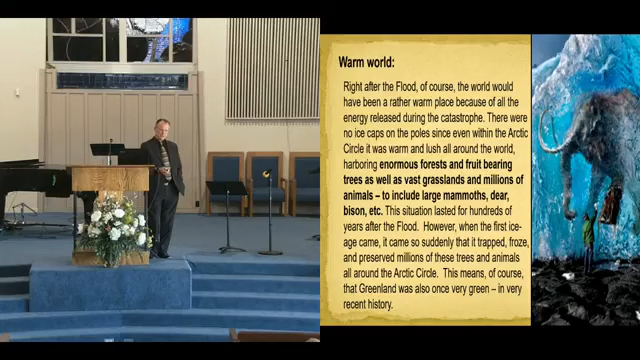 Warm world:
Right after the Flood, of course, the world would
have been a rather warm place because of all the
energy released during the catastrophe. There were
no ice caps on the poles since even within the Arctic
Circle it was warm and lush all around the world,
harboring enormous forests and fruit bearing
trees as well as vast grasslands and millions of
animals – to include large mammoths, dear,
bison, etc. This situation lasted for hundreds of
years after the Flood. However, when the first ice-
age came, it came so suddenly that it trapped, froze,
and preserved millions of these trees and animals
all around the Arctic Circle. This means, of course,
that Greenland was also once very green – in very
recent history.